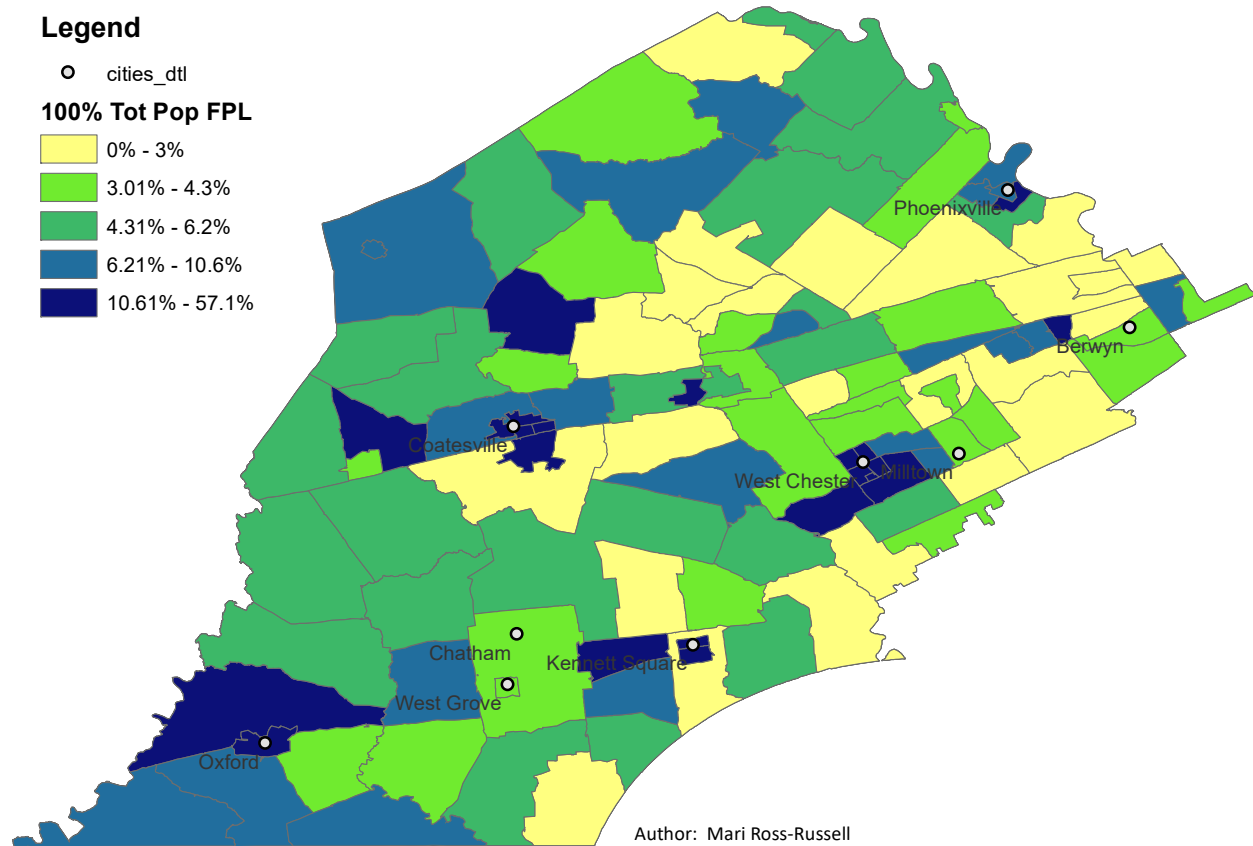 Legend
cities_dtl
100% Tot Pop FPL
0% - 3%
3.01% - 4.3%
4.31% - 6.2%
6.21% - 10.6%
10.61% - 57.1%
Phoenixville
Berwyn
Coatesville
West Chester
Milltown
Chatham
Kennett Square
West Grove
Oxford
Author: Mari Ross-Russell